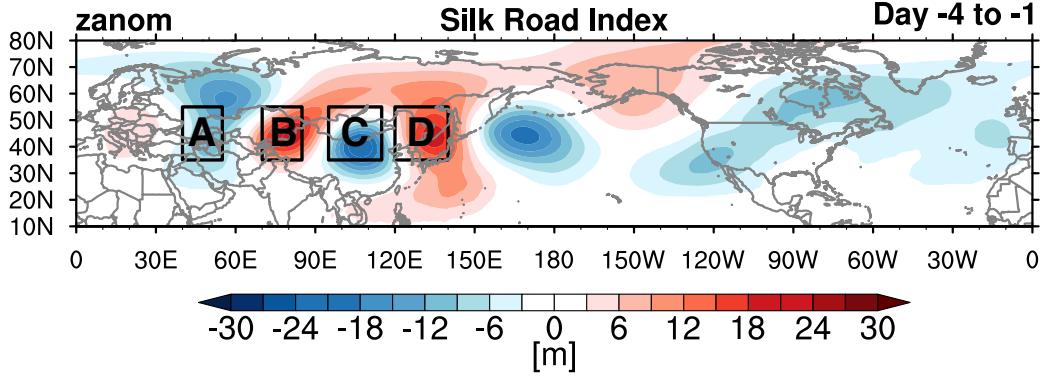 zanom Silk Road Index Day -4 to -1
80N
70N
60N
50N
40N
30N
20N
10N
A B C D
0 30E 60E 90E 120E 150E 180 150W 120W 90W 60W 30W 0
-30 -24 -18 -12 -6 0 6 12 18 24 30
[m]